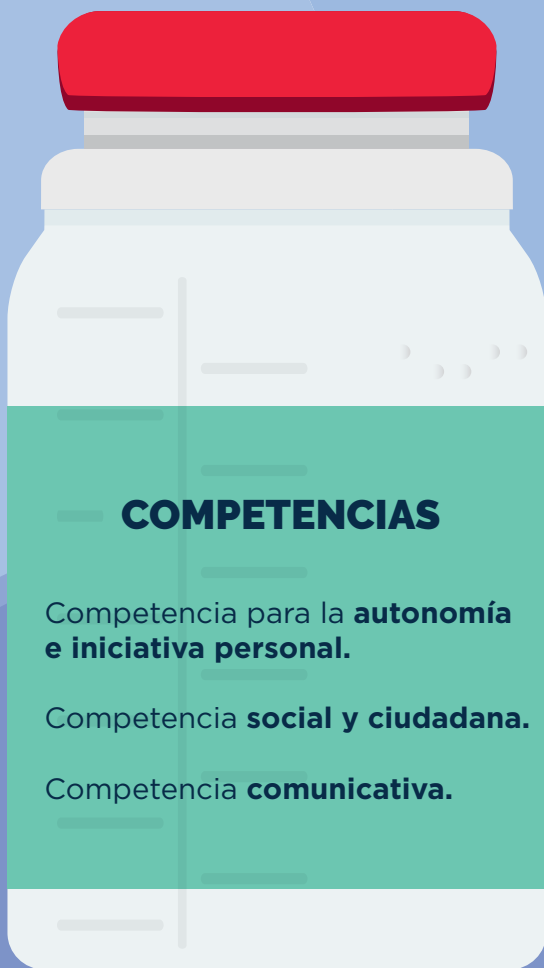 COMPETENCIAS
Competencia para la autonomía
e iniciativa personal.
Competencia social y ciudadana.
Competencia comunicativa.